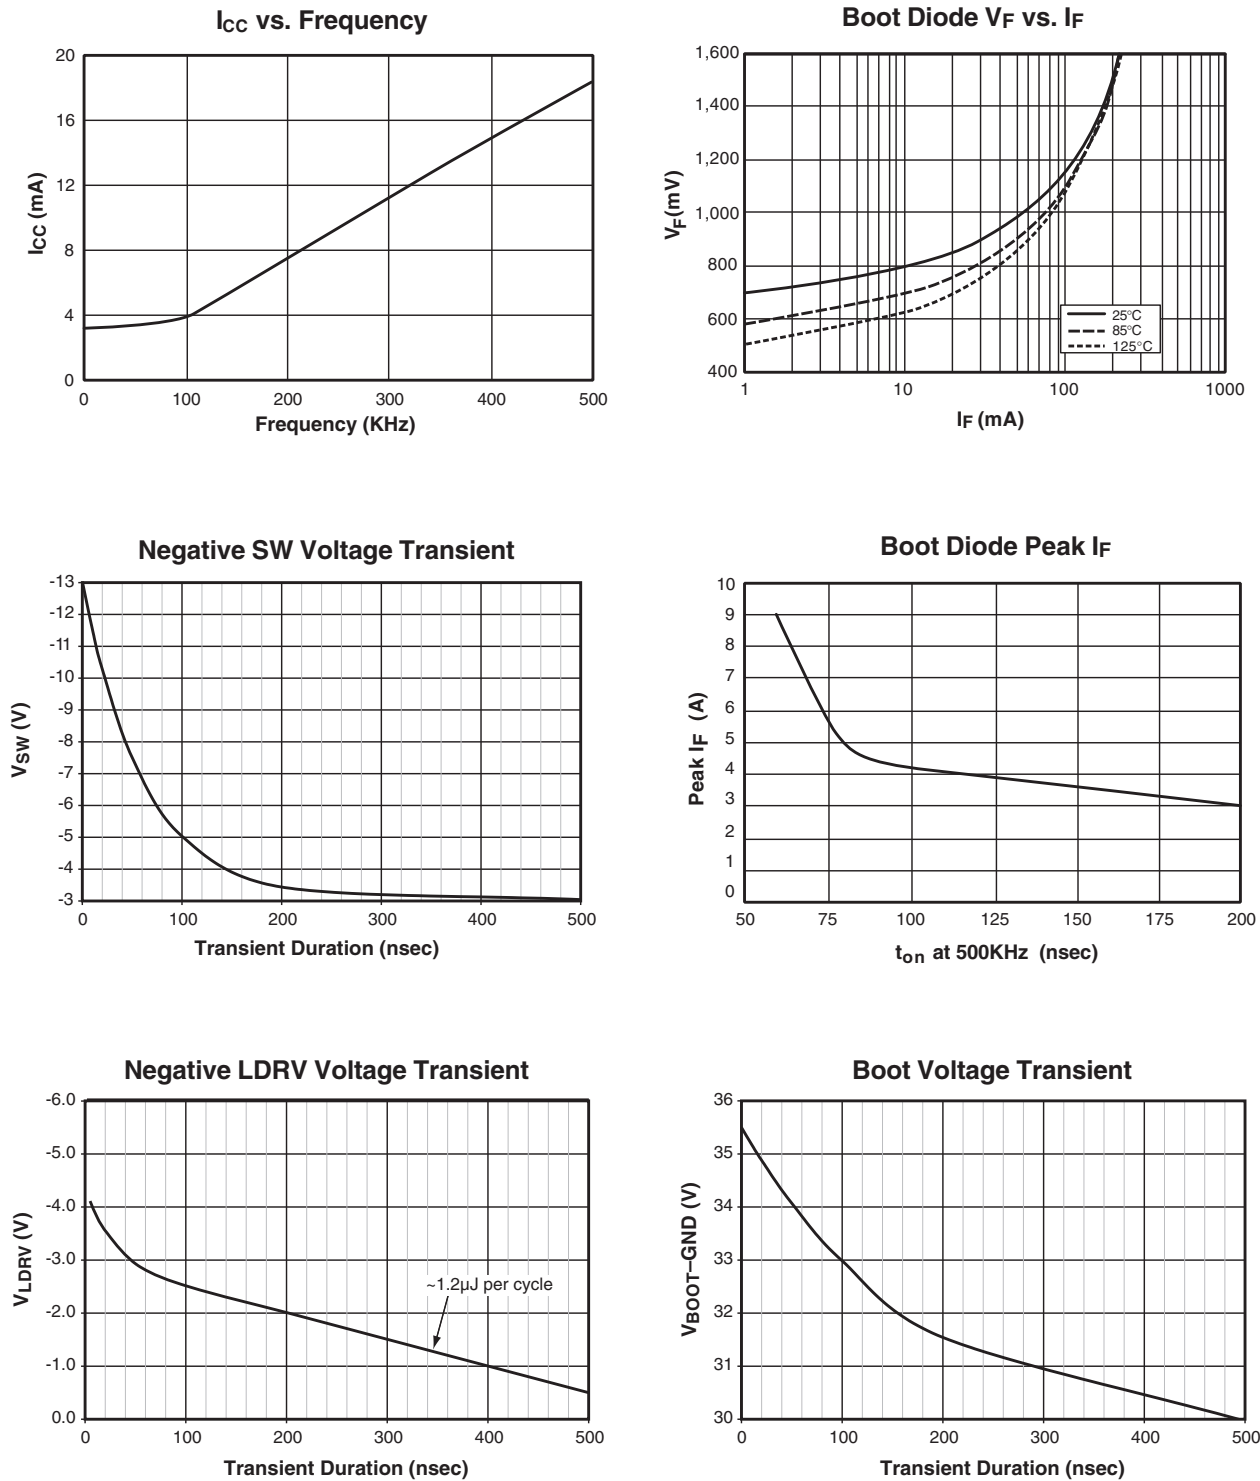 ICC vs. Frequency
20
16
12
8
4
0
ICC (mA)
0 100 200 300 400 500
Frequency (KHz)
Boot Diode VF vs. IF
1,600
1,400
1,200
1,000
800
600
400
VF(mV)
25°C
85°C
125°C
1 10 100 1000
IF (mA)
Negative SW Voltage Transient
-13
-12
-11
-10
-9
-8
-7
-6
-5
-4
-3
VSW (V)
0 100 200 300 400 500
Transient Duration (nsec)
Boot Diode Peak IF
10
9
8
7
6
5
4
3
2
1
0
Peak IF (A)
50 75 100 125 150 175 200
ton at 500KHz (nsec)
Negative LDRV Voltage Transient
-6.0
-5.0
-4.0
-3.0
-2.0
-1.0
0.0
VLDRV (V)
~1.2µJ per cycle
0 100 200 300 400 500
Transient Duration (nsec)
Boot Voltage Transient
36
35
34
33
32
31
30
VBOOT–GND (V)
0 100 200 300 400 500
Transient Duration (nsec)